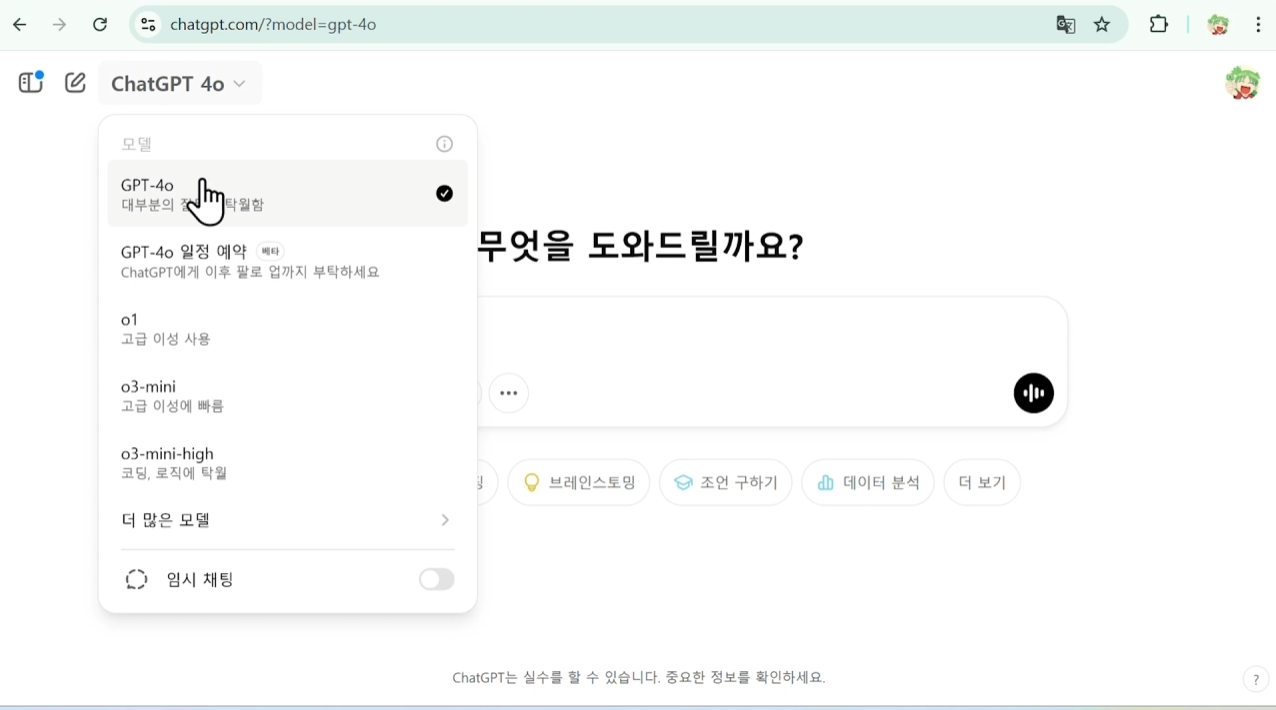 chatgpt.com/?model=gpt-4o
ChatGPT 4o
모델
GPT-4o
대부분의 탁월함
GPT-4o 일정 예약 베타
ChatGPT에게 이후 팔로 업까지 부탁하세요
o1
고급 이성 사용
o3-mini
고급 이성에 빠름
o3-mini-high
코딩, 로직에 탁월
더 많은 모델
임시 채팅
무엇을 도와드릴까요?
브레인스토밍
조언 구하기
데이터 분석
더 보기
ChatGPT는 실수를 할 수 있습니다. 중요한 정보를 확인하세요.
?